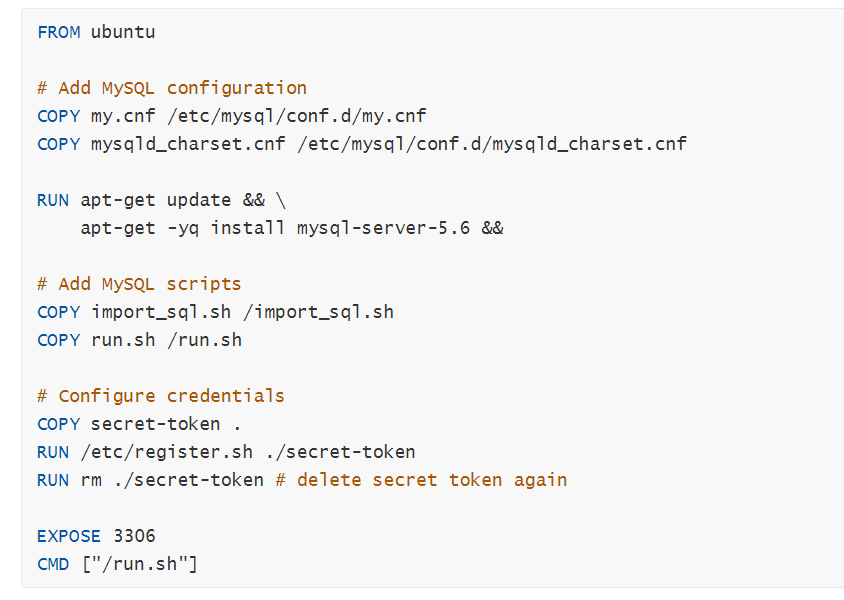 FROM ubuntu
# Add MySQL configuration
COPY my.cnf /etc/mysql/conf.d/my.cnf
COPY mysqld_charset.cnf /etc/mysql/conf.d/mysqld_charset.cnf
RUN apt-get update && \
apt-get -yq install mysql-server-5.6 &&
# Add MySQL scripts
COPY import_sql.sh /import_sql.sh
COPY run.sh /run.sh
# Configure credentials
COPY secret-token .
RUN /etc/register.sh ./secret-token
RUN rm ./secret-token # delete secret token again
EXPOSE 3306
CMD ["/run.sh"]